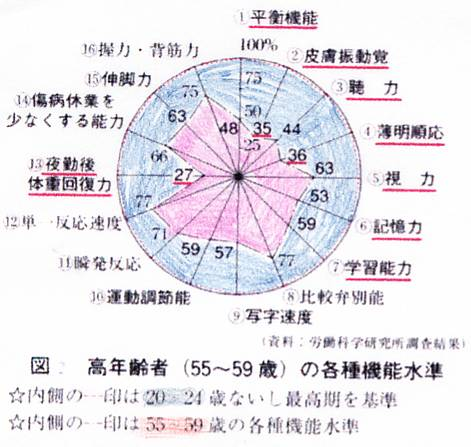 ①平衡機能
⑯握力・背筋力
100%
②皮膚振動覚
⑮伸脚力
75
75
③聴 力
⑭傷病休業を
少なくする能力
63
48
50
35
44
25
④薄明順応
66
36
⑬夜勤後
体重回復力
27
63
⑤視 力
77
53
⑫単一反応速度
71
59
⑥記憶力
59
57
⑪瞬発反応
77
⑦学習能力
⑩運動調節能
⑧比較弁別能
⑨写字速度
(資料:労働科学研究所調査結果)
図 高年齢者(55〜59歳)の各種機能水準
☆内側の一印は20〜24歳ないし最高期を基準
☆内側の一印は55〜59歳の各種機能水準